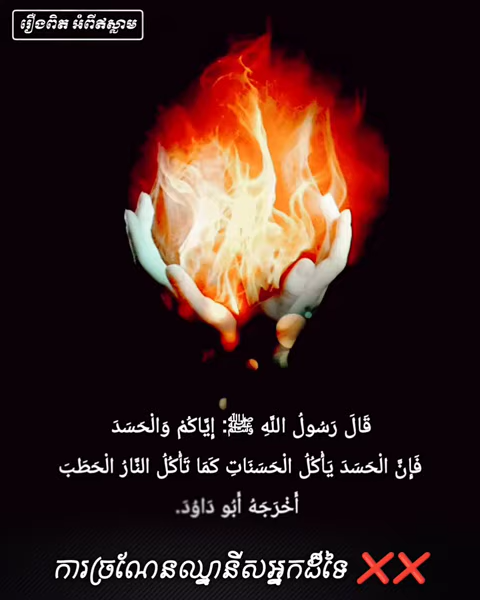 រឿងពិត អំពីឥស្លាម
قَالَ رَسُولُ اللَّهِ ﷺ: إِيَّاكُمْ وَالْحَسَدَ
فَإِنَّ الْحَسَدَ يَأْكُلُ الْحَسَنَاتِ كَمَا تَأْكُلُ النَّارُ الْحَطَبَ
أَخْرَجَهُ أَبُو دَاوُدَ.
ការច្រណែនឈ្នានីសអ្នកដ៏ទៃ ❌❌